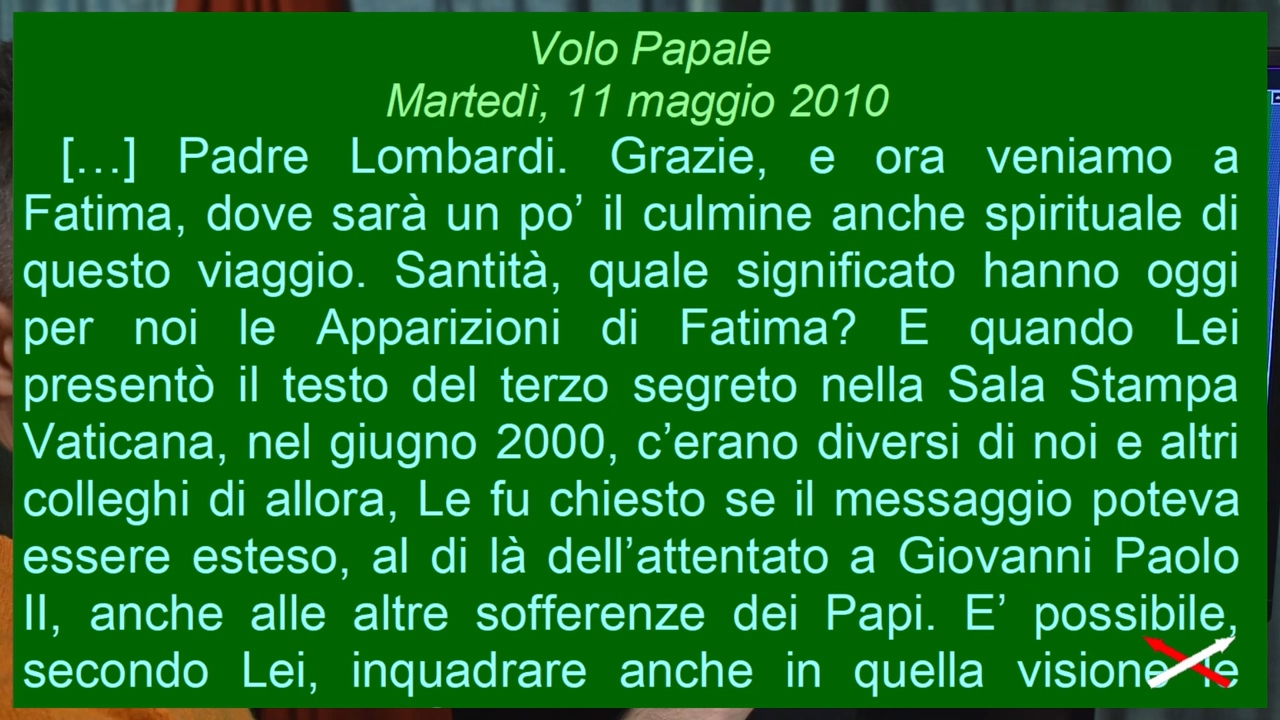 Volo Papale
Martedì, 11 maggio 2010
[…] Padre Lombardi. Grazie, e ora veniamo a
Fatima, dove sarà un po’ il culmine anche spirituale di
questo viaggio. Santità, quale significato hanno oggi
per noi le Apparizioni di Fatima? E quando Lei
presentò il testo del terzo segreto nella Sala Stampa
Vaticana, nel giugno 2000, c’erano diversi di noi e altri
colleghi di allora, Le fu chiesto se il messaggio poteva
essere esteso, al di là dell’attentato a Giovanni Paolo
II, anche alle altre sofferenze dei Papi. E’ possibile,
secondo Lei, inquadrare anche in quella visione le